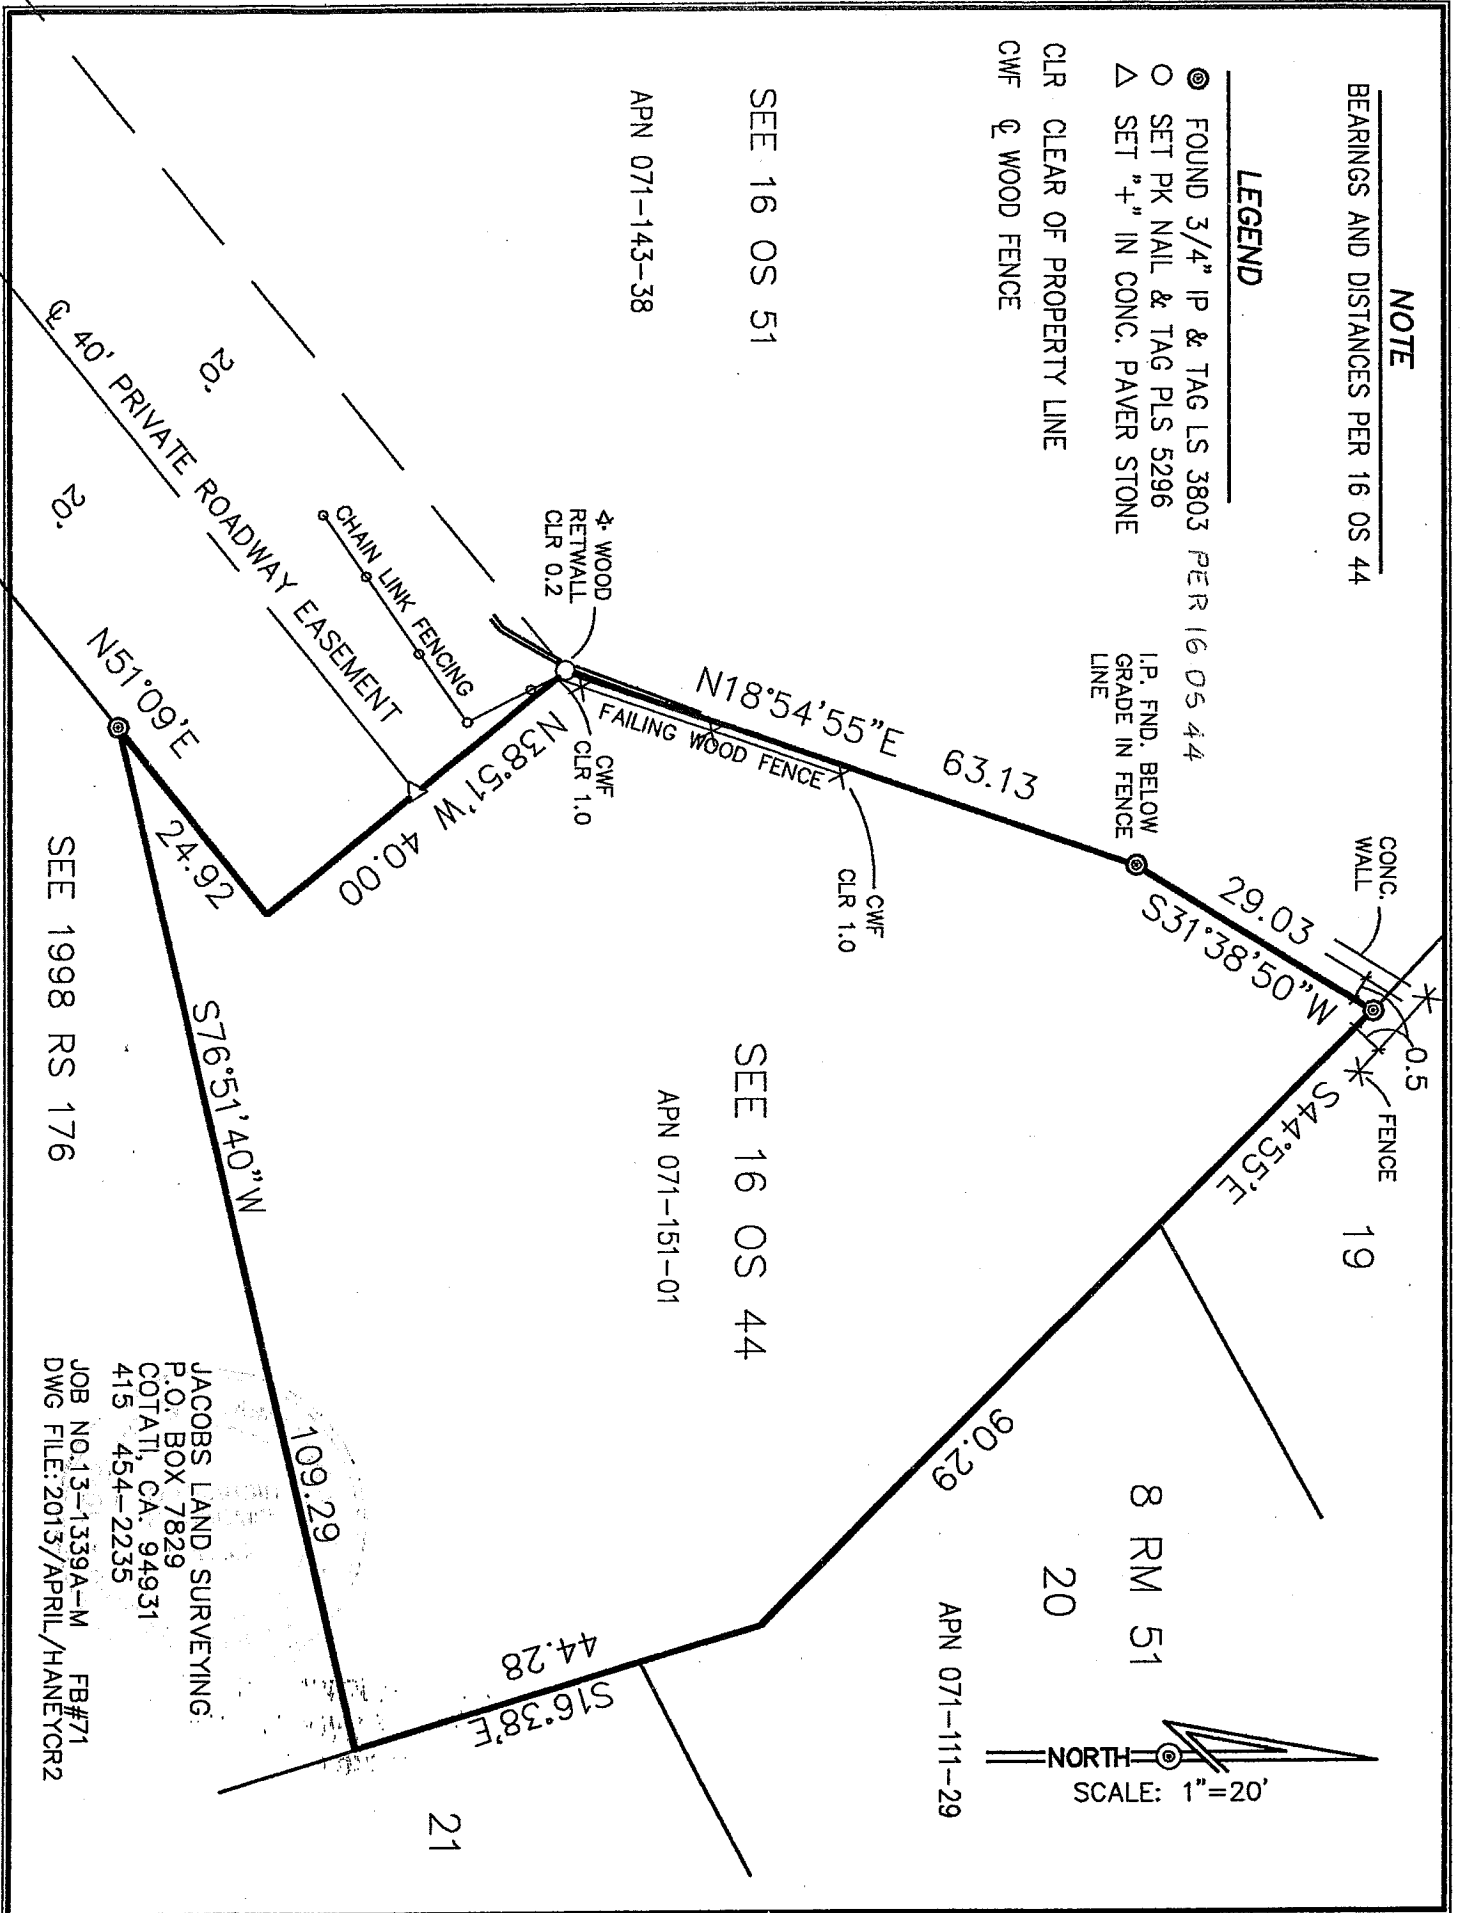 NOTE
BEARINGS AND DISTANCES PER 16 OS 44
LEGEND
FOUND 3/4" IP & TAG LS 3803 PER 16 OS 44
SET PK NAIL & TAG PLS 5296
SET "+" IN CONC. PAVER STONE
CLR CLEAR OF PROPERTY LINE
CWF ℄ WOOD FENCE
SEE 16 OS 51
APN 071-143-38
℄ 40' PRIVATE ROADWAY EASEMENT
20'
20'
CHAIN LINK FENCING
WOOD
RETWALL
CLR 0.2
I.P. FND. BELOW
GRADE IN FENCE
LINE
CONC.
WALL
0.5
FENCE
29.03
S31°38'50"W
N18°54'55"E 63.13
FAILING WOOD FENCE
CWF
CLR 1.0
CWF
CLR 1.0
N38°51'W 40.00
N51°09'E
24.92
S76°51'40"W
109.29
S44°55'E
90.29
44.28
S16°38'E
SEE 16 OS 44
APN 071-151-01
SEE 1998 RS 176
19
8 RM 51
20
APN 071-111-29
21
NORTH
SCALE: 1"=20'
JACOBS LAND SURVEYING
P.O. BOX 7829
COTATI, CA. 94931
415 454-2235
JOB NO.13-1339A-M FB#71
DWG FILE:2013/APRIL/HANEYCR2